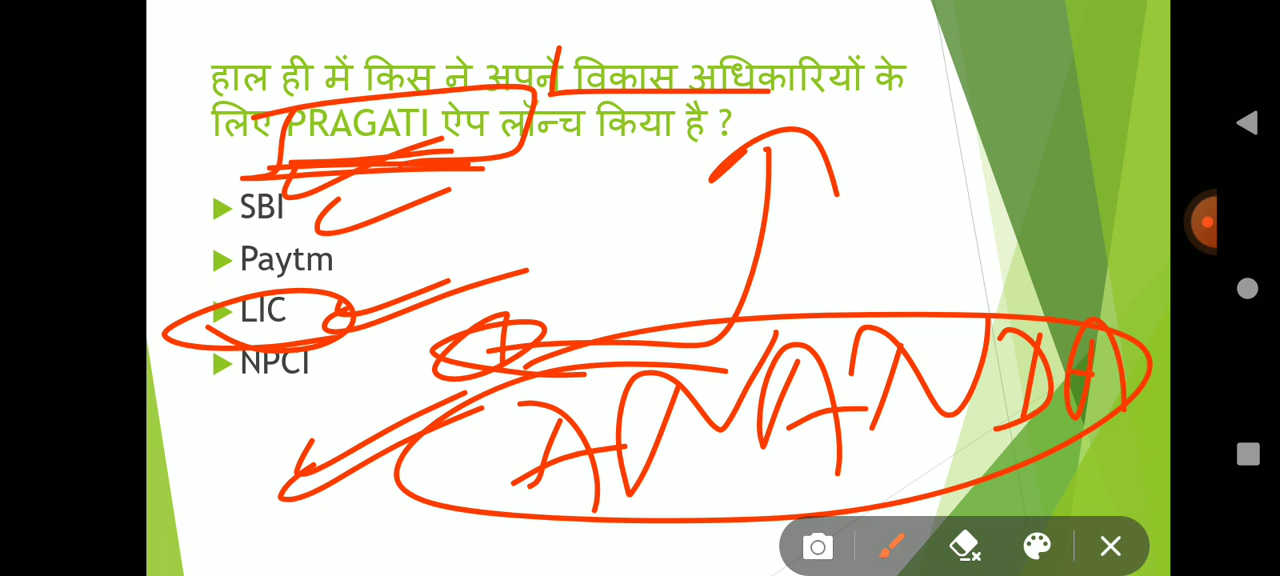 हाल ही में किस ने अपने विकास अधिकारियों के
लिए PRAGATI ऐप लॉन्च किया है ?
SBI
Paytm
LIC
NPCI
ANANDA